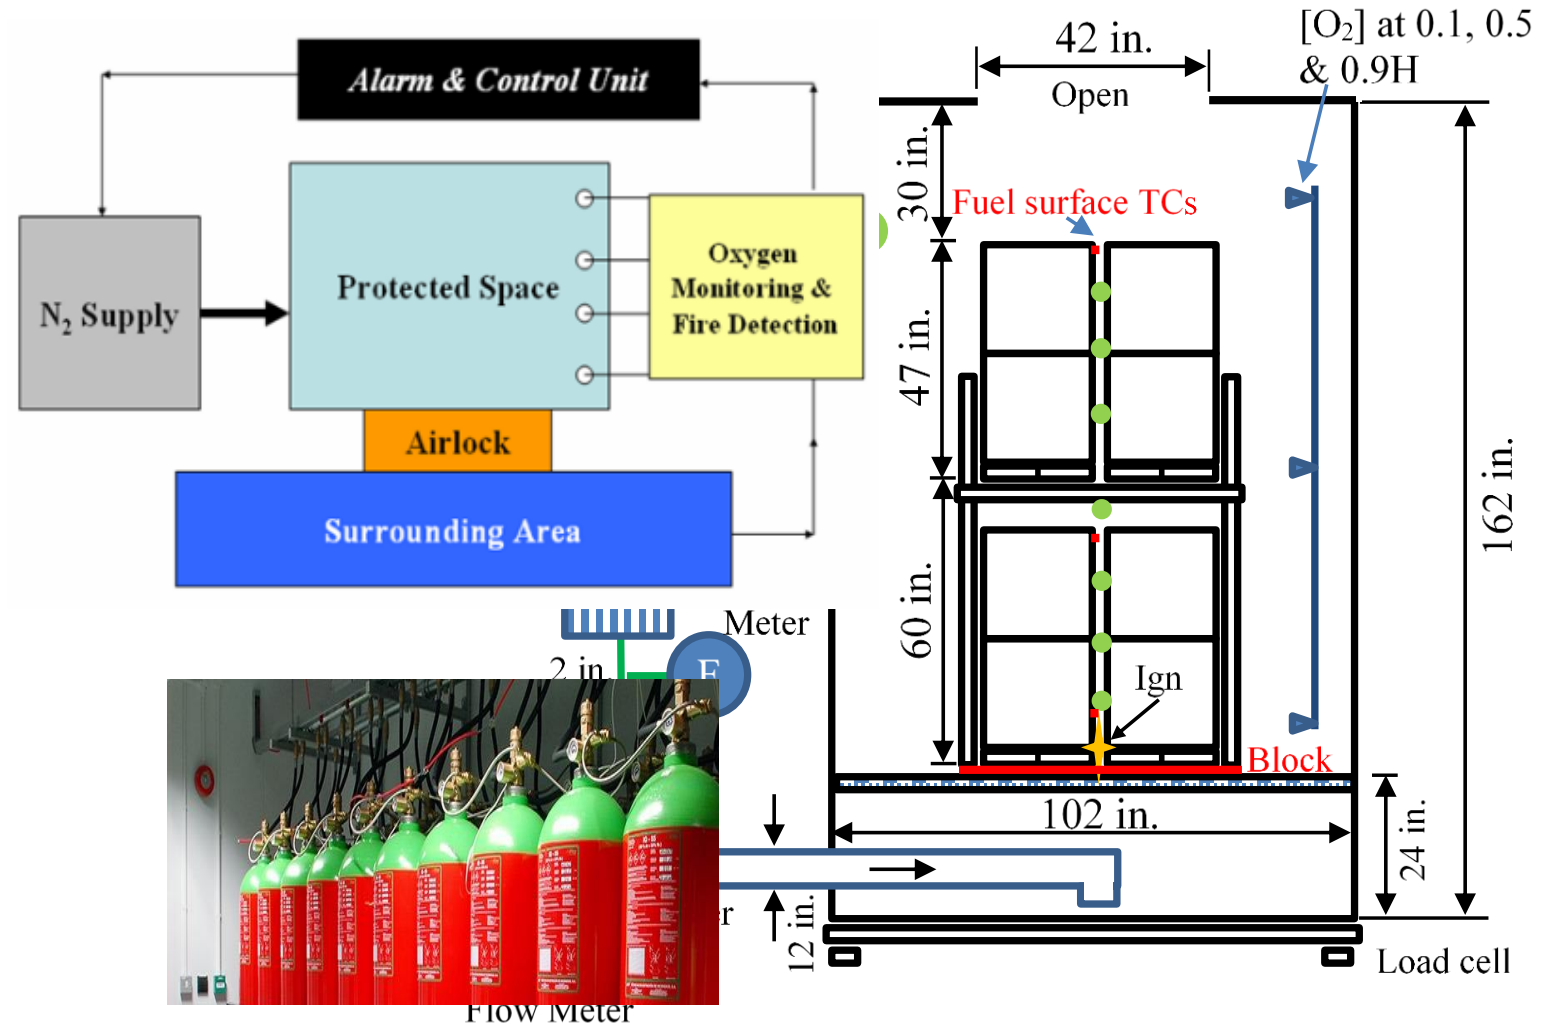 Alarm & Control Unit
N₂ Supply
Protected Space
Oxygen
Monitoring &
Fire Detection
Airlock
Surrounding Area
42 in.
Open
[O₂] at 0.1, 0.5
& 0.9H
30 in.
Fuel surface TCs
47 in.
60 in.
162 in.
Ign
Block
102 in.
24 in.
12 in.
Load cell
Meter
2 in.
F
er
Flow Meter